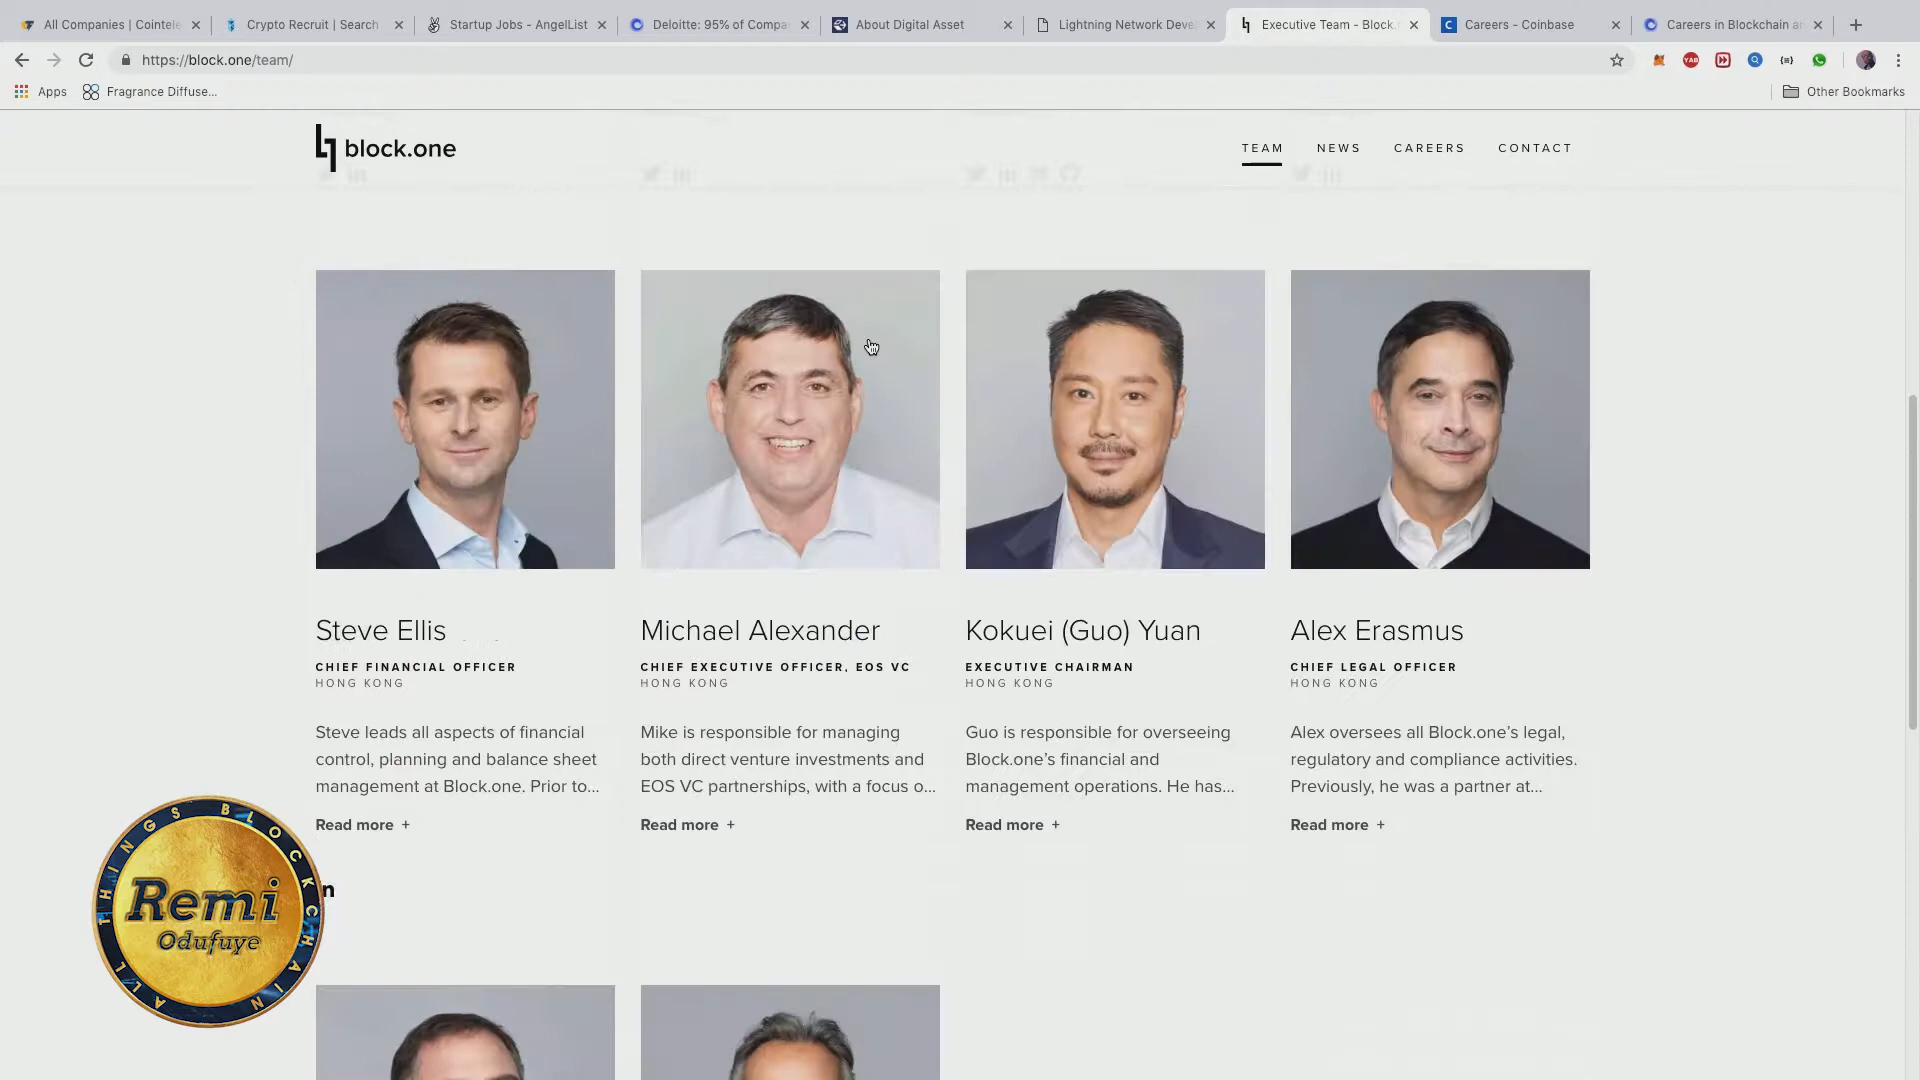 All Companies | Cointele
Crypto Recruit | Search
Startup Jobs - AngelList
Deloitte: 95% of Compa
About Digital Asset
Lightning Network Deve
Executive Team - Block.
Careers - Coinbase
Careers in Blockchain an
https://block.one/team/
Apps
Fragrance Diffuse...
Other Bookmarks
block.one
TEAM
NEWS
CAREERS
CONTACT
Steve Ellis
CHIEF FINANCIAL OFFICER
HONG KONG
Steve leads all aspects of financial
control, planning and balance sheet
management at Block.one. Prior to...
Read more +
Michael Alexander
CHIEF EXECUTIVE OFFICER, EOS VC
HONG KONG
Mike is responsible for managing
both direct venture investments and
EOS VC partnerships, with a focus o...
Read more +
Kokuei (Guo) Yuan
EXECUTIVE CHAIRMAN
HONG KONG
Guo is responsible for overseeing
Block.one’s financial and
management operations. He has...
Read more +
Alex Erasmus
CHIEF LEGAL OFFICER
HONG KONG
Alex oversees all Block.one’s legal,
regulatory and compliance activities.
Previously, he was a partner at...
Read more +
ALL THINGS BLOCKCHAIN
Remi
Odufuye